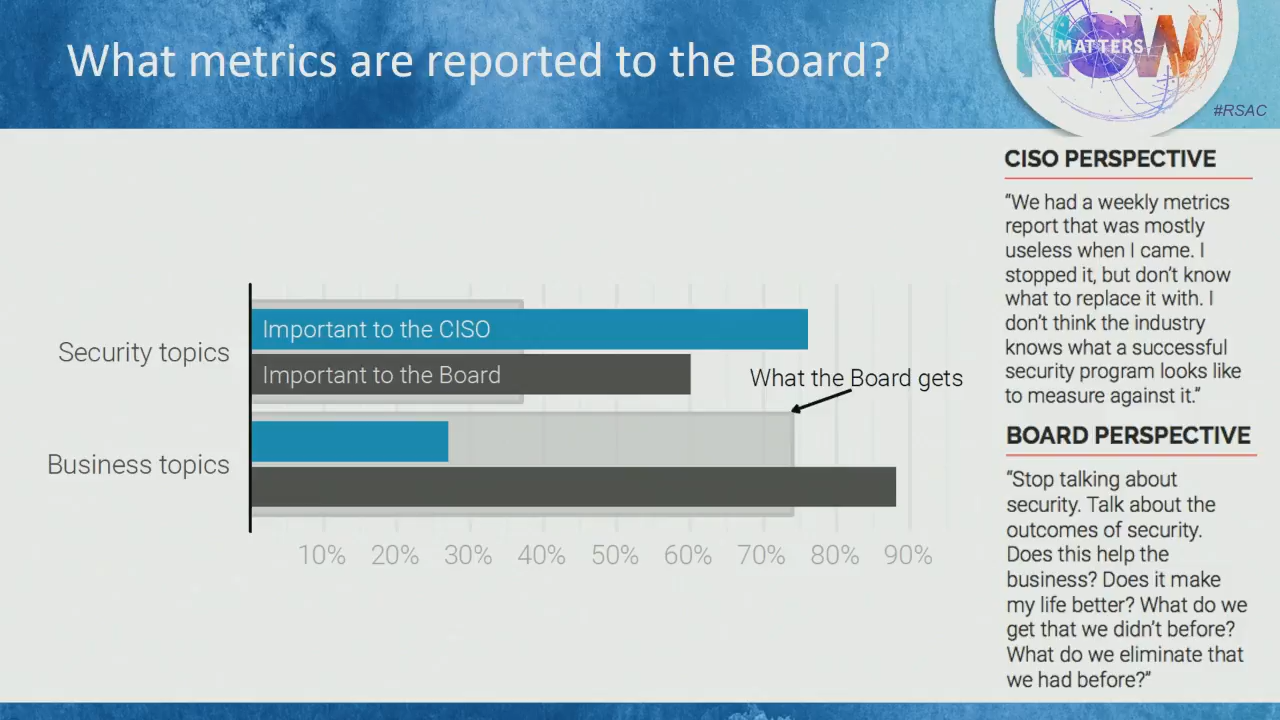 What metrics are reported to the Board?
NOW
MATTERS
#RSAC
Security topics
Important to the CISO
Important to the Board
What the Board gets
Business topics
10% 20% 30% 40% 50% 60% 70% 80% 90%
CISO PERSPECTIVE
“We had a weekly metrics
report that was mostly
useless when I came. I
stopped it, but don’t know
what to replace it with. I
don’t think the industry
knows what a successful
security program looks like
to measure against it.”
BOARD PERSPECTIVE
“Stop talking about
security. Talk about the
outcomes of security.
Does this help the
business? Does it make
my life better? What do we
get that we didn’t before?
What do we eliminate that
we had before?”